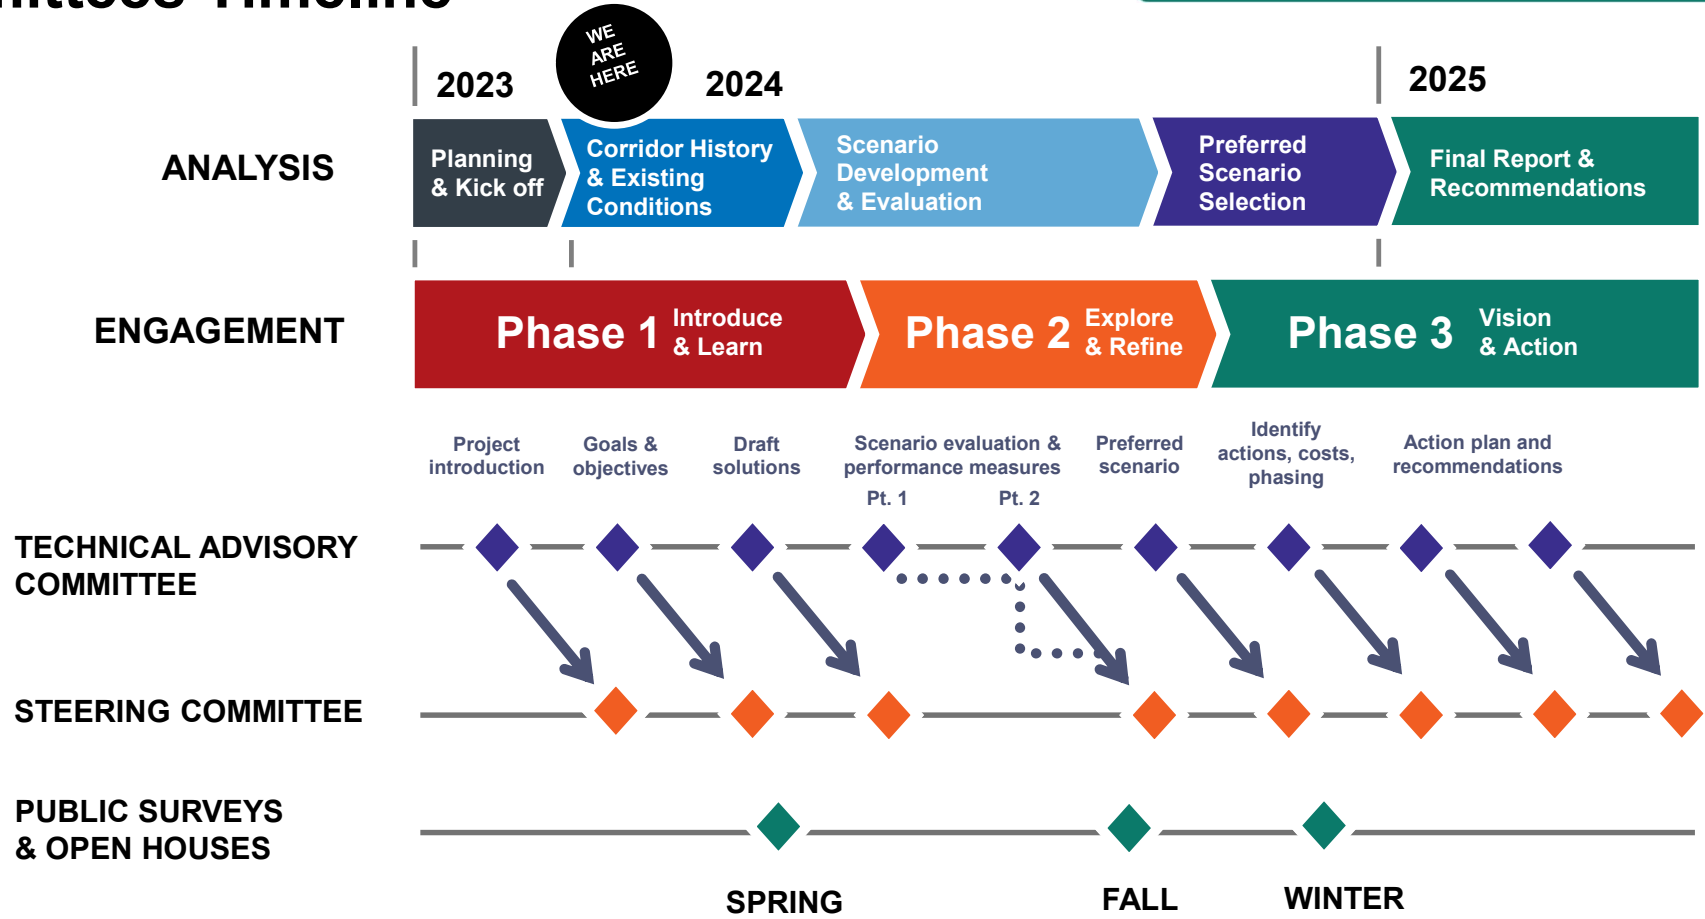 Timeline
WE
ARE
HERE
2023
2024
2025
ANALYSIS
Planning
& Kick off
Corridor History
& Existing
Conditions
Scenario
Development
& Evaluation
Preferred
Scenario
Selection
Final Report &
Recommendations
ENGAGEMENT
Phase 1
Introduce
& Learn
Phase 2
Explore
& Refine
Phase 3
Vision
& Action
Project
introduction
Goals &
objectives
Draft
solutions
Scenario evaluation &
performance measures
Pt. 1
Pt. 2
Preferred
scenario
Identify
actions, costs,
phasing
Action plan and
recommendations
TECHNICAL ADVISORY
COMMITTEE
STEERING COMMITTEE
PUBLIC SURVEYS
& OPEN HOUSES
SPRING
FALL
WINTER